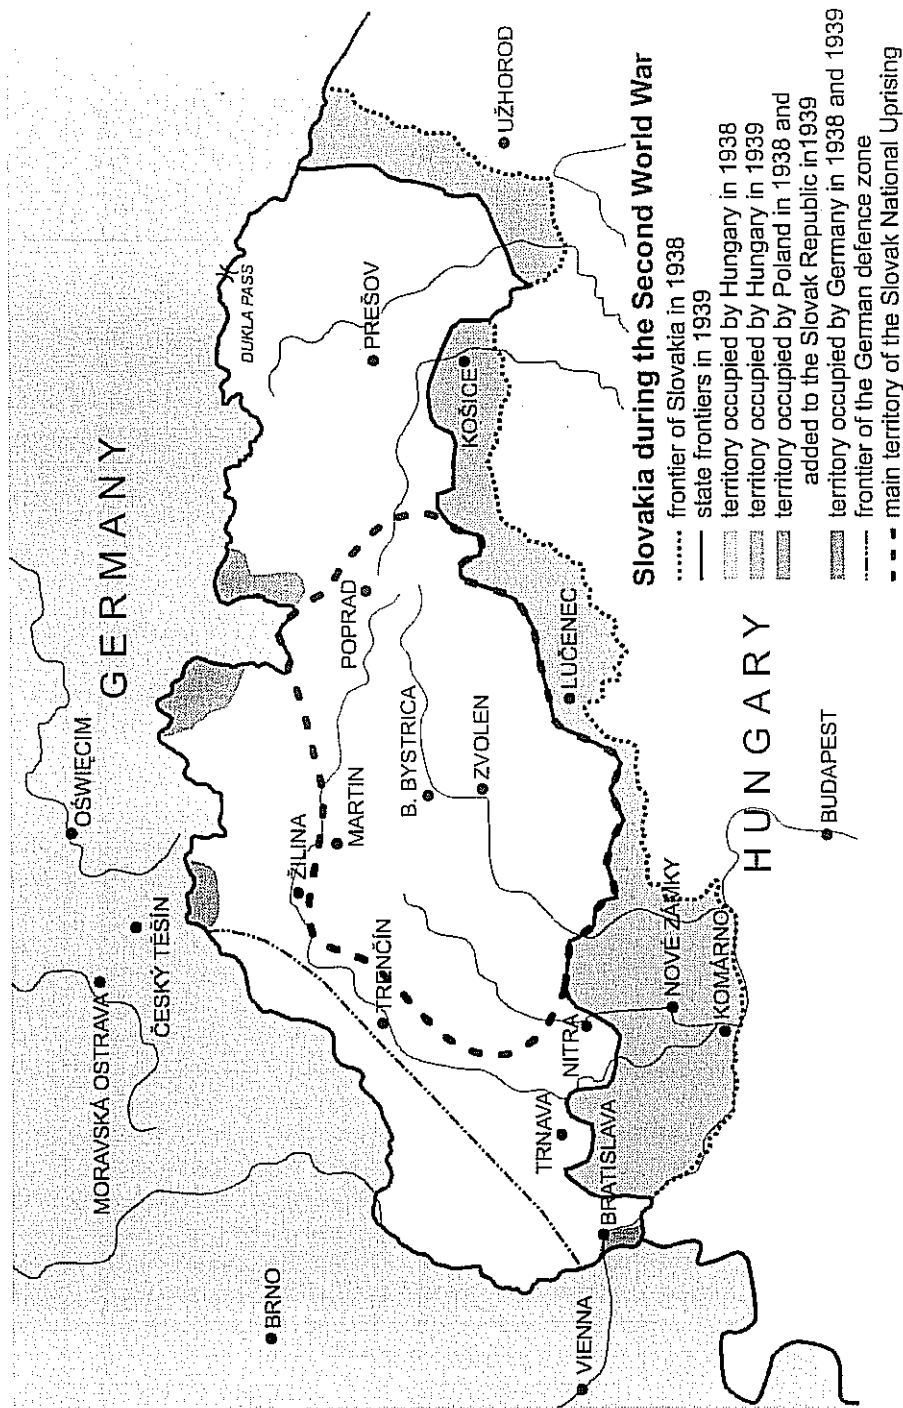 GERMANY
OŚWIĘCIM
MORAVSKÁ OSTRAVA
ČESKÝ TĚŠÍN
BRNO
DUKLA PASS
ŽILINA
MARTIN
POPRAD
PREŠOV
TRENČÍN
B. BYSTRICA
ZVOLEN
KOŠICE
UŽHOROD
TRNAVA
NITRA
LUČENEC
VIENNA
BRATISLAVA
NOVÉ ZÁMKY
KOMÁRNO
HUNGARY
BUDAPEST
Slovakia during the Second World War
frontier of Slovakia in 1938
state frontiers in 1939
territory occupied by Hungary in 1938
territory occupied by Hungary in 1939
territory occupied by Poland in 1938 and
added to the Slovak Republic in1939
territory occupied by Germany in 1938 and 1939
frontier of the German defence zone
main territory of the Slovak National Uprising